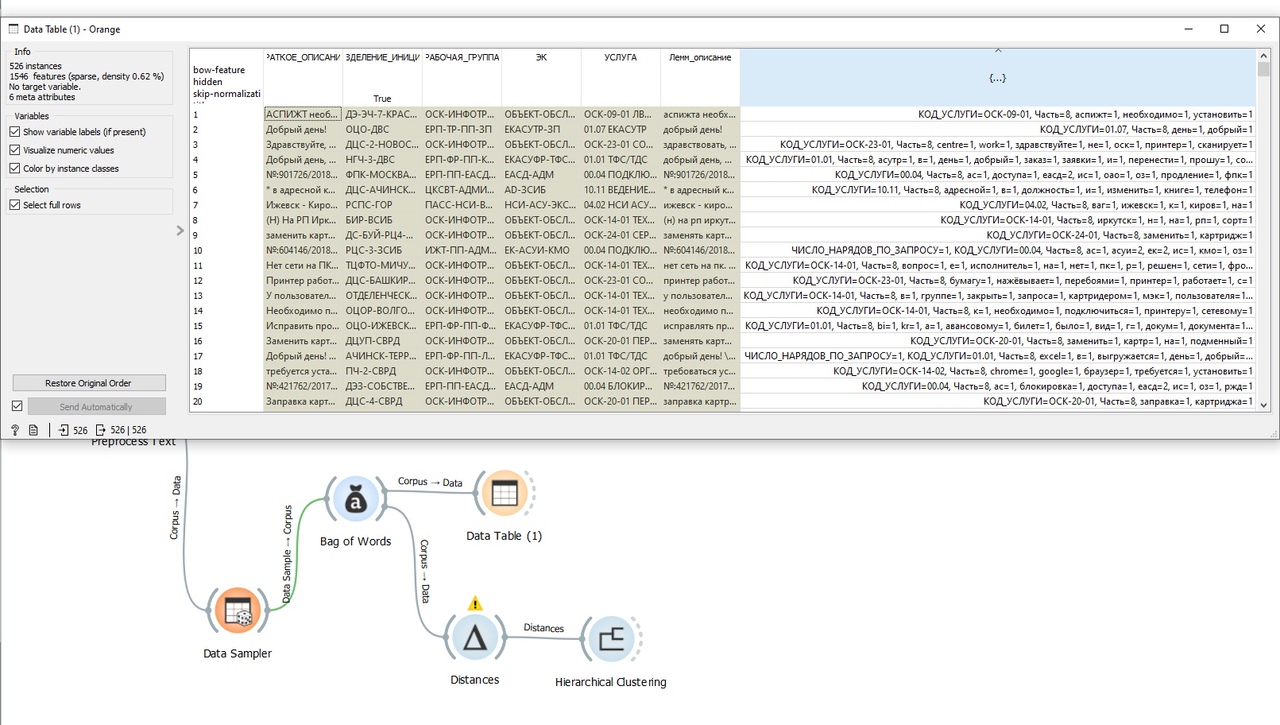 Data Table (1) - Orange
Info
526 instances
1546 features (sparse, density 0.62 %)
No target variable.
6 meta attributes
Variables
Show variable labels (if present)
Visualize numeric values
Color by instance classes
Selection
Select full rows
Restore Original Order
Send Automatically
526 526 | 526
РАТКОЕ_ОПИСАНИ ЗДЕЛЕНИЕ_ИНИЦИ РАБОЧАЯ_ГРУППА ЭК УСЛУГА Лемм_описание {...}
bow-feature
hidden
skip-normalizati
True
1 АСПИЖТ необ... ДЭ-ЭЧ-7-КРАС... ОСК-ИНФОТР... ОБЪЕКТ-ОБСЛ... ОСК-09-01 ЛВ... аспижта необх... КОД_УСЛУГИ=ОСК-09-01, Часть=8, аспижт=1, необходимо=1, установить=1
2 Добрый день! ОЦО-ДВС ЕРП-ТР-ПП-ЗП ЕКАСУТР-ЗП 01.07 ЕКАСУТР добрый день! КОД_УСЛУГИ=01.07, Часть=8, день=1, добрый=1
3 Здравствуйте, ... ДЦС-2-НОВОС... ОСК-ИНФОТР... ОБЪЕКТ-ОБСЛ... ОСК-23-01 СО... здравствовать, ... КОД_УСЛУГИ=ОСК-23-01, Часть=8, centre=1, work=1, здравствуйте=1, не=1, оск=1, принтер=1, сканирует=1
4 Добрый день, ... НГЧ-3-ДВС ЕРП-ФР-ПП-К... ЕКАСУФР-ТФС... 01.01 ТФС/ТДС добрый день, ... КОД_УСЛУГИ=01.01, Часть=8, асутр=1, в=1, день=1, добрый=1, заказ=1, заявки=1, и=1, перенести=1, прошу=1, со...
5 №:901726/2018... ФПК-МОСКВА... ЕРП-ПП-ЕАСД... ЕАСД-АДМ 00.04 ПОДКЛЮ... №:901726/2018... КОД_УСЛУГИ=00.04, Часть=8, ас=1, доступа=1, еасд=2, ис=1, оао=1, оз=1, продление=1, фпк=1
6 * в адресной к... ДЦС-АЧИНСК... ЦКСВТ-АДМИ... AD-ЗСИБ 10.11 ВЕДЕНИЕ... * в адресный к... КОД_УСЛУГИ=10.11, Часть=8, адресной=1, в=1, должность=1, и=1, изменить=1, книге=1, телефон=1
7 Ижевск - Киро... РСПС-ГОР ПАСС-НСИ-В... НСИ-АСУ-ЭКС... 04.02 НСИ АСУ... ижевск - киро... КОД_УСЛУГИ=04.02, Часть=8, ваг=1, ижевск=1, к=1, киров=1, на=1
8 (Н) На РП Ирк... БИР-ВСИБ ОСК-ИНФОТР... ОБЪЕКТ-ОБСЛ... ОСК-14-01 ТЕХ... (н) на рп иркут... КОД_УСЛУГИ=ОСК-14-01, Часть=8, иркутск=1, н=1, на=1, рп=1, сорт=1
9 заменить карт... ДС-БУЙ-РЦ4-... ОСК-ИНФОТР... ОБЪЕКТ-ОБСЛ... ОСК-24-01 СЕР... заменять карт... КОД_УСЛУГИ=ОСК-24-01, Часть=8, заменить=1, картридж=1
10 №:604146/2018... РЦС-3-ЗСИБ ИЖТ-ПП-АДМ... ЕК-АСУИ-КМО 00.04 ПОДКЛЮ... №:604146/2018... ЧИСЛО_НАРЯДОВ_ПО_ЗАПРОСУ=1, КОД_УСЛУГИ=00.04, Часть=8, ас=1, асуи=2, ек=2, ис=1, кмо=1, оз=1
11 Нет сети на ПК... ТЦФТО-МИЧУ... ОСК-ИНФОТР... ОБЪЕКТ-ОБСЛ... ОСК-14-01 ТЕХ... нет сеть на пк. ... КОД_УСЛУГИ=ОСК-14-01, Часть=8, вопрос=1, е=1, исполнитель=1, на=1, нет=1, пк=1, р=1, решен=1, сети=1, фро...
12 Принтер работ... ДЦС-БАШКИР... ОСК-ИНФОТР... ОБЪЕКТ-ОБСЛ... ОСК-23-01 СО... принтер работ... КОД_УСЛУГИ=ОСК-23-01, Часть=8, бумагу=1, нажёвывает=1, перебоями=1, принтер=1, работает=1, с=1
13 У пользовател... ОТДЕЛЕНЧЕСК... ОСК-ИНФОТР... ОБЪЕКТ-ОБСЛ... ОСК-14-01 ТЕХ... у пользовател... КОД_УСЛУГИ=ОСК-14-01, Часть=8, в=1, группе=1, закрыть=1, запроса=1, картридером=1, мэк=1, пользователя=1...
14 Необходимо п... ОЦОР-ВОЛГО... ОСК-ИНФОТР... ОБЪЕКТ-ОБСЛ... ОСК-14-01 ТЕХ... необходимо п... КОД_УСЛУГИ=ОСК-14-01, Часть=8, к=1, необходимо=1, подключиться=1, принтеру=1, сетевому=1
15 Исправить про... ОЦО-ИЖЕВСК... ЕРП-ФР-ПП-Ф... ЕКАСУФР-ТФС... 01.01 ТФС/ТДС исправлять пр... КОД_УСЛУГИ=01.01, Часть=8, bi=1, kr=1, а=1, авансовому=1, билет=1, было=1, вид=1, г=1, докум=1, документа=1...
16 Заменить карт... ДЦУП-СВРД ОСК-ИНФОТР... ОБЪЕКТ-ОБСЛ... ОСК-20-01 ПЕР... заменять карт... КОД_УСЛУГИ=ОСК-20-01, Часть=8, заменить=1, картр=1, на=1, подменный=1
17 Добрый день! ... АЧИНСК-ТЕРР... ЕРП-ФР-ПП-Л... ЕКАСУФР-ТФС... 01.01 ТФС/ТДС добрый день! \... ЧИСЛО_НАРЯДОВ_ПО_ЗАПРОСУ=1, КОД_УСЛУГИ=01.01, Часть=8, excel=1, в=1, выгружается=1, день=1, добрый=...
18 требуется уста... ПЧ-2-СВРД ОСК-ИНФОТР... ОБЪЕКТ-ОБСЛ... ОСК-14-02 ОРГ... требоваться ус... КОД_УСЛУГИ=ОСК-14-02, Часть=8, chrome=1, google=1, браузер=1, требуется=1, установить=1
19 №:421762/2017... ДЭЗ-СОБСТВЕ... ЕРП-ПП-ЕАСД... ЕАСД-АДМ 00.04 БЛОКИР... №:421762/2017... КОД_УСЛУГИ=00.04, Часть=8, ас=1, блокировка=1, доступа=1, еасд=2, ис=1, оз=1, ржд=1
20 Заправка карт... ДЦС-4-СВРД ОСК-ИНФОТР... ОБЪЕКТ-ОБСЛ... ОСК-20-01 ПЕР... заправка картр... КОД_УСЛУГИ=ОСК-20-01, Часть=8, заправка=1, картриджа=1
Preprocess Text
Corpus → Data
Data Sampler
Data Sample → Corpus
Bag of Words
Corpus → Data
Data Table (1)
Corpus → Data
Distances
Distances
Hierarchical Clustering